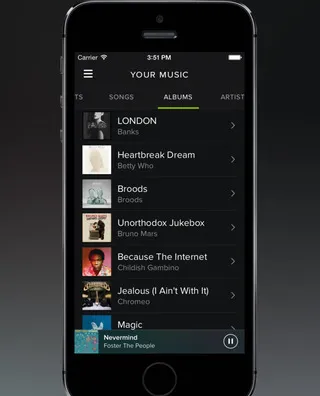 Carrier 3:51 PM
YOUR MUSIC
TS SONGS ALBUMS ARTIST
LONDON
Banks
Heartbreak Dream
Betty Who
Broods
Broods
Unorthodox Jukebox
Bruno Mars
Because The Internet
Childish Gambino
Jealous (I Ain't With It)
Chromeo
Magic
Nevermind
Foster The People